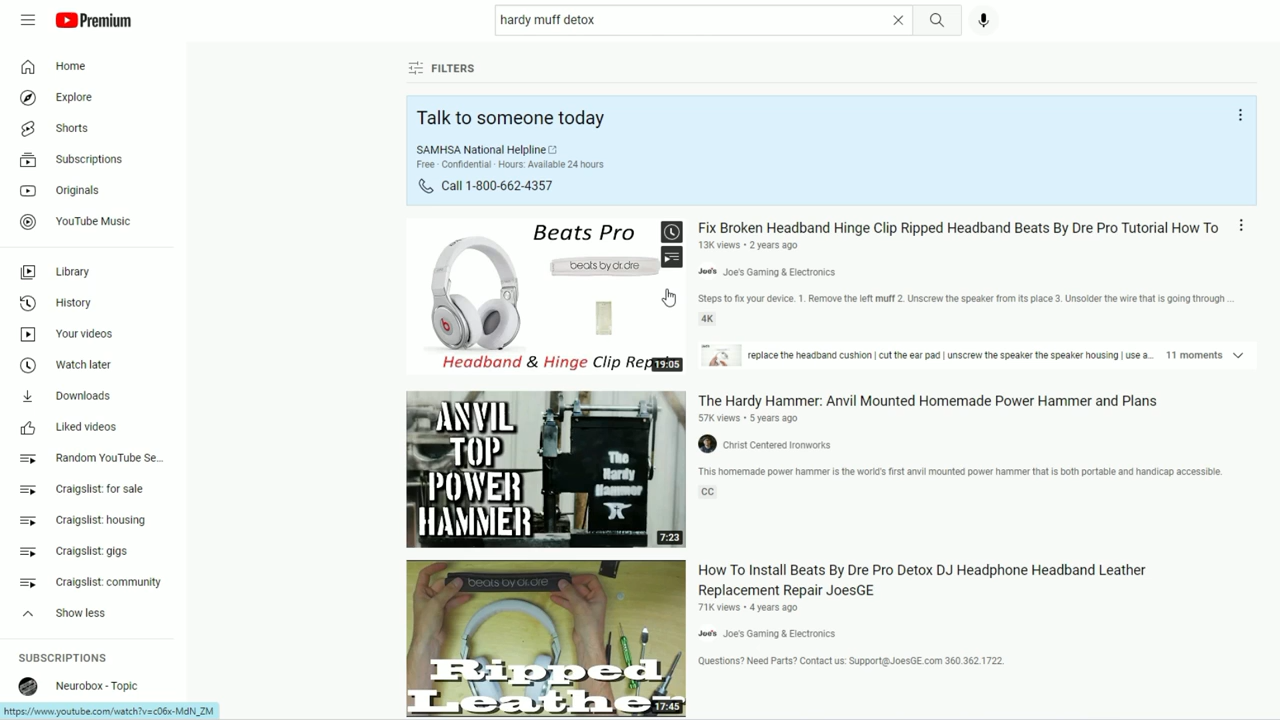 Premium
hardy muff detox
Home
Explore
Shorts
Subscriptions
Originals
YouTube Music
Library
History
Your videos
Watch later
Downloads
Liked videos
Random YouTube Se...
Craigslist: for sale
Craigslist: housing
Craigslist: gigs
Craigslist: community
Show less
SUBSCRIPTIONS
Neurobox - Topic
https://www.youtube.com/watch?v=c06x-MdN_ZM
FILTERS
Talk to someone today
SAMHSA National Helpline
Free · Confidential · Hours: Available 24 hours
Call 1-800-662-4357
Beats Pro
beats by dr.dre
Headband & Hinge Clip Rep
19:05
Fix Broken Headband Hinge Clip Ripped Headband Beats By Dre Pro Tutorial How To
13K views • 2 years ago
Joe's Joe's Gaming & Electronics
Steps to fix your device. 1. Remove the left muff 2. Unscrew the speaker from its place 3. Unsolder the wire that is going through ...
4K
replace the headband cushion | cut the ear pad | unscrew the speaker the speaker housing | use a... 11 moments
ANVIL
TOP
POWER
HAMMER
The
Hardy
Hammer
7:23
The Hardy Hammer: Anvil Mounted Homemade Power Hammer and Plans
57K views • 5 years ago
Christ Centered Ironworks
This homemade power hammer is the world's first anvil mounted power hammer that is both portable and handicap accessible.
CC
beats by dr.dre
Ripped
Leathe
17:45
How To Install Beats By Dre Pro Detox DJ Headphone Headband Leather
Replacement Repair JoesGE
71K views • 4 years ago
Joe's Joe's Gaming & Electronics
Questions? Need Parts? Contact us: Support@JoesGE.com 360.362.1722.